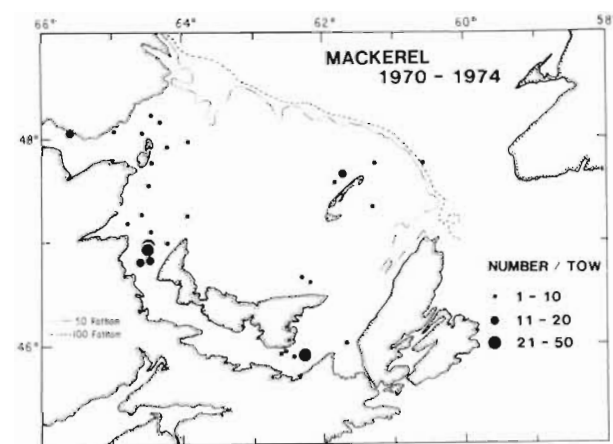 66° 64° 62° 60°
MACKEREL
1970 - 1974
48°
NUMBER / TOW
1 - 10
11 - 20
21 - 50
50 Fathom
100 Fathom
46°